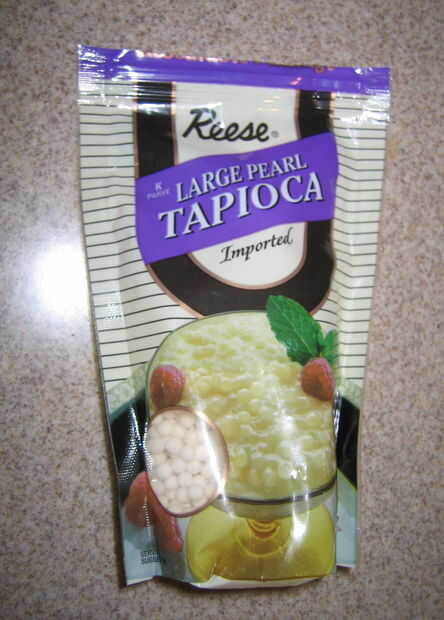 Reese®
K
PARVE
LARGE PEARL
TAPIOCA
Imported